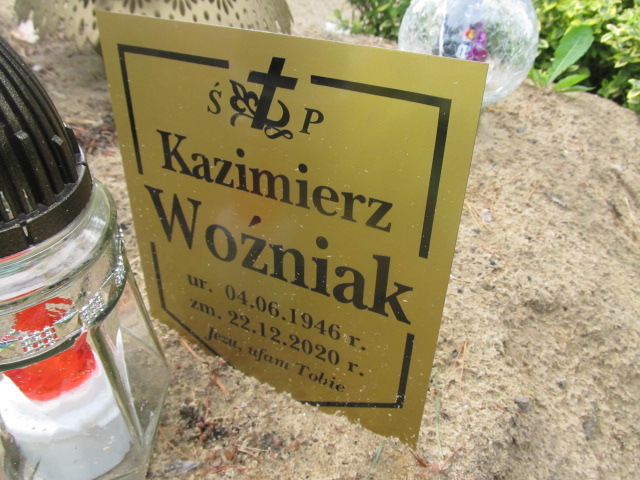 Ś P
Kazimierz
Woźniak
ur. 04.06.1946 r.
zm. 22.12.2020 r.
Jezu, ufam Tobie